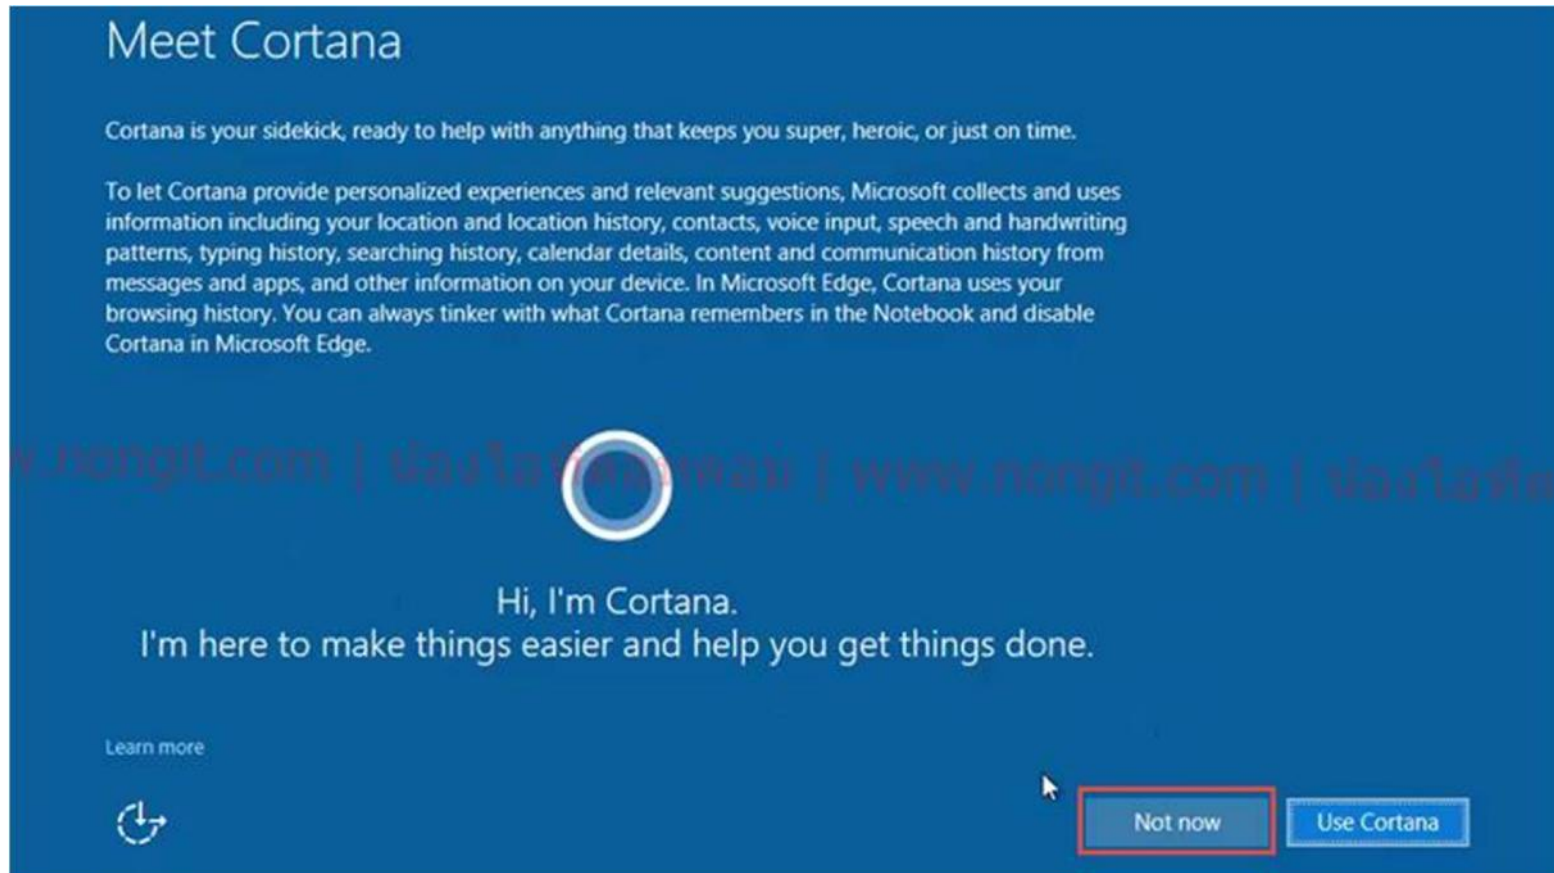 Meet Cortana
Cortana is your sidekick, ready to help with anything that keeps you super, heroic, or just on time.
To let Cortana provide personalized experiences and relevant suggestions, Microsoft collects and uses
information including your location and location history, contacts, voice input, speech and handwriting
patterns, typing history, searching history, calendar details, content and communication history from
messages and apps, and other information on your device. In Microsoft Edge, Cortana uses your
browsing history. You can always tinker with what Cortana remembers in the Notebook and disable
Cortana in Microsoft Edge.
w.nongit.com | | www.nongit.com |
Hi, I'm Cortana.
I'm here to make things easier and help you get things done.
Learn more
Not now
Use Cortana